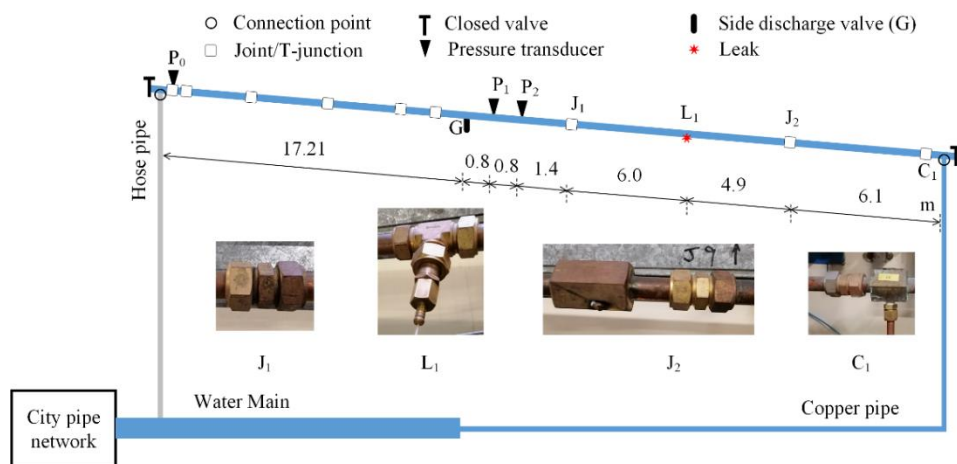 Connection point
Closed valve
Side discharge valve (G)
Joint/T-junction
Pressure transducer
Leak
P₀
P₁
P₂
J₁
L₁
J₂
G
C₁
Hose pipe
17.21
0.8
0.8
1.4
6.0
4.9
6.1
m
J9↑
J₁
L₁
J₂
C₁
Water Main
Copper pipe
City pipe
network